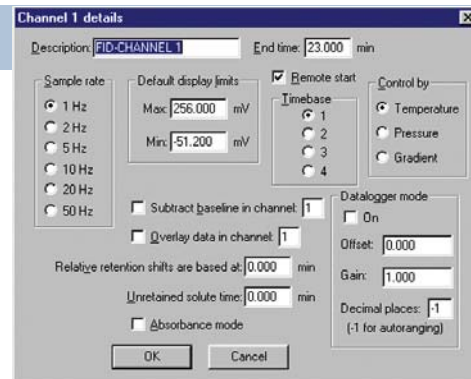 Channel 1 details
Description: FID-CHANNEL 1 End time: 23.000 min
Sample rate
1 Hz
2 Hz
5 Hz
10 Hz
20 Hz
50 Hz
Default display limits
Max: 256.000 mV
Min: -51.200 mV
Remote start
Timebase
1
2
3
4
Control by
Temperature
Pressure
Gradient
Subtract baseline in channel: 1
Overlay data in channel: 1
Relative retention shifts are based at: 0.000 min
Unretained solute time: 0.000 min
Absorbance mode
Datalogger mode
On
Offset: 0.000
Gain: 1.000
Decimal places: -1
(-1 for autoranging)
OK Cancel